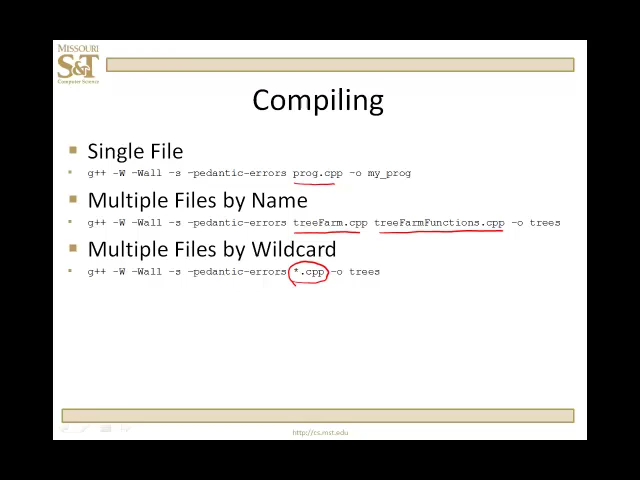 MISSOURI
S&T
Computer Science
Compiling
Single File
g++ -W -Wall -s -pedantic-errors prog.cpp -o my_prog
Multiple Files by Name
g++ -W -Wall -s -pedantic-errors treeFarm.cpp treeFarmFunctions.cpp -o trees
Multiple Files by Wildcard
g++ -W -Wall -s -pedantic-errors *.cpp -o trees
http://cs.mst.edu